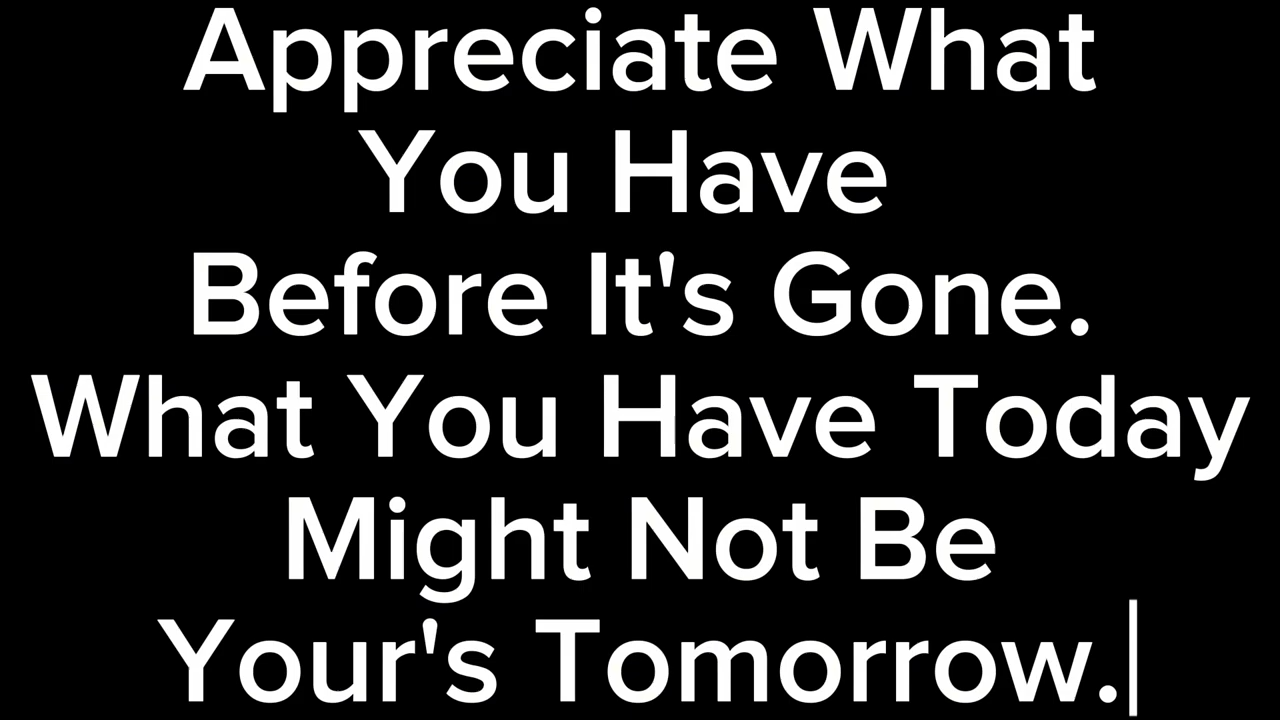 Appreciate What
You Have
Before It's Gone.
What You Have Today
Might Not Be
Your's Tomorrow.